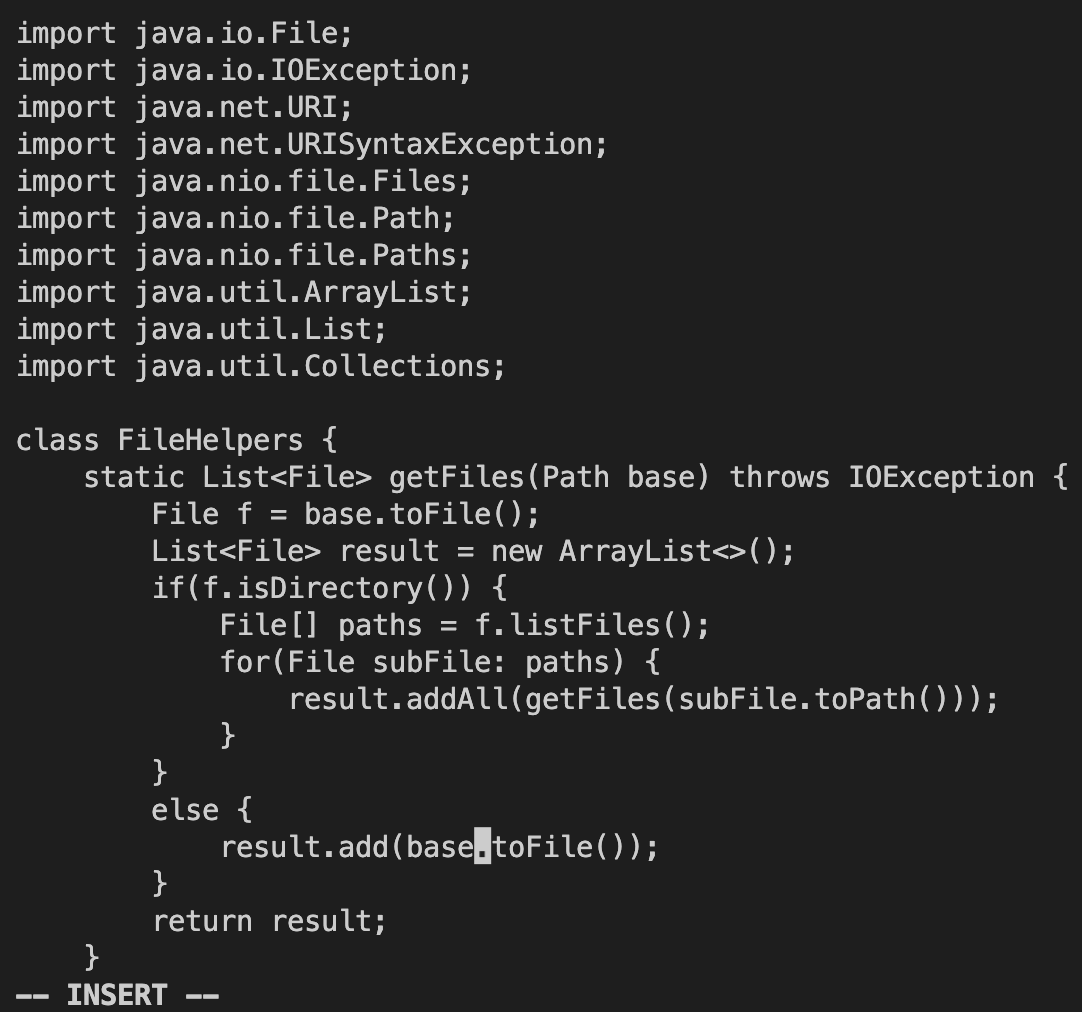 import java.io.File;
import java.io.IOException;
import java.net.URI;
import java.net.URISyntaxException;
import java.nio.file.Files;
import java.nio.file.Path;
import java.nio.file.Paths;
import java.util.ArrayList;
import java.util.List;
import java.util.Collections;

class FileHelpers {
    static List<File> getFiles(Path base) throws IOException {
        File f = base.toFile();
        List<File> result = new ArrayList<>();
        if(f.isDirectory()) {
            File[] paths = f.listFiles();
            for(File subFile: paths) {
                result.addAll(getFiles(subFile.toPath()));
            }
        }
        else {
            result.add(base.toFile());
        }
        return result;
    }
-- INSERT --